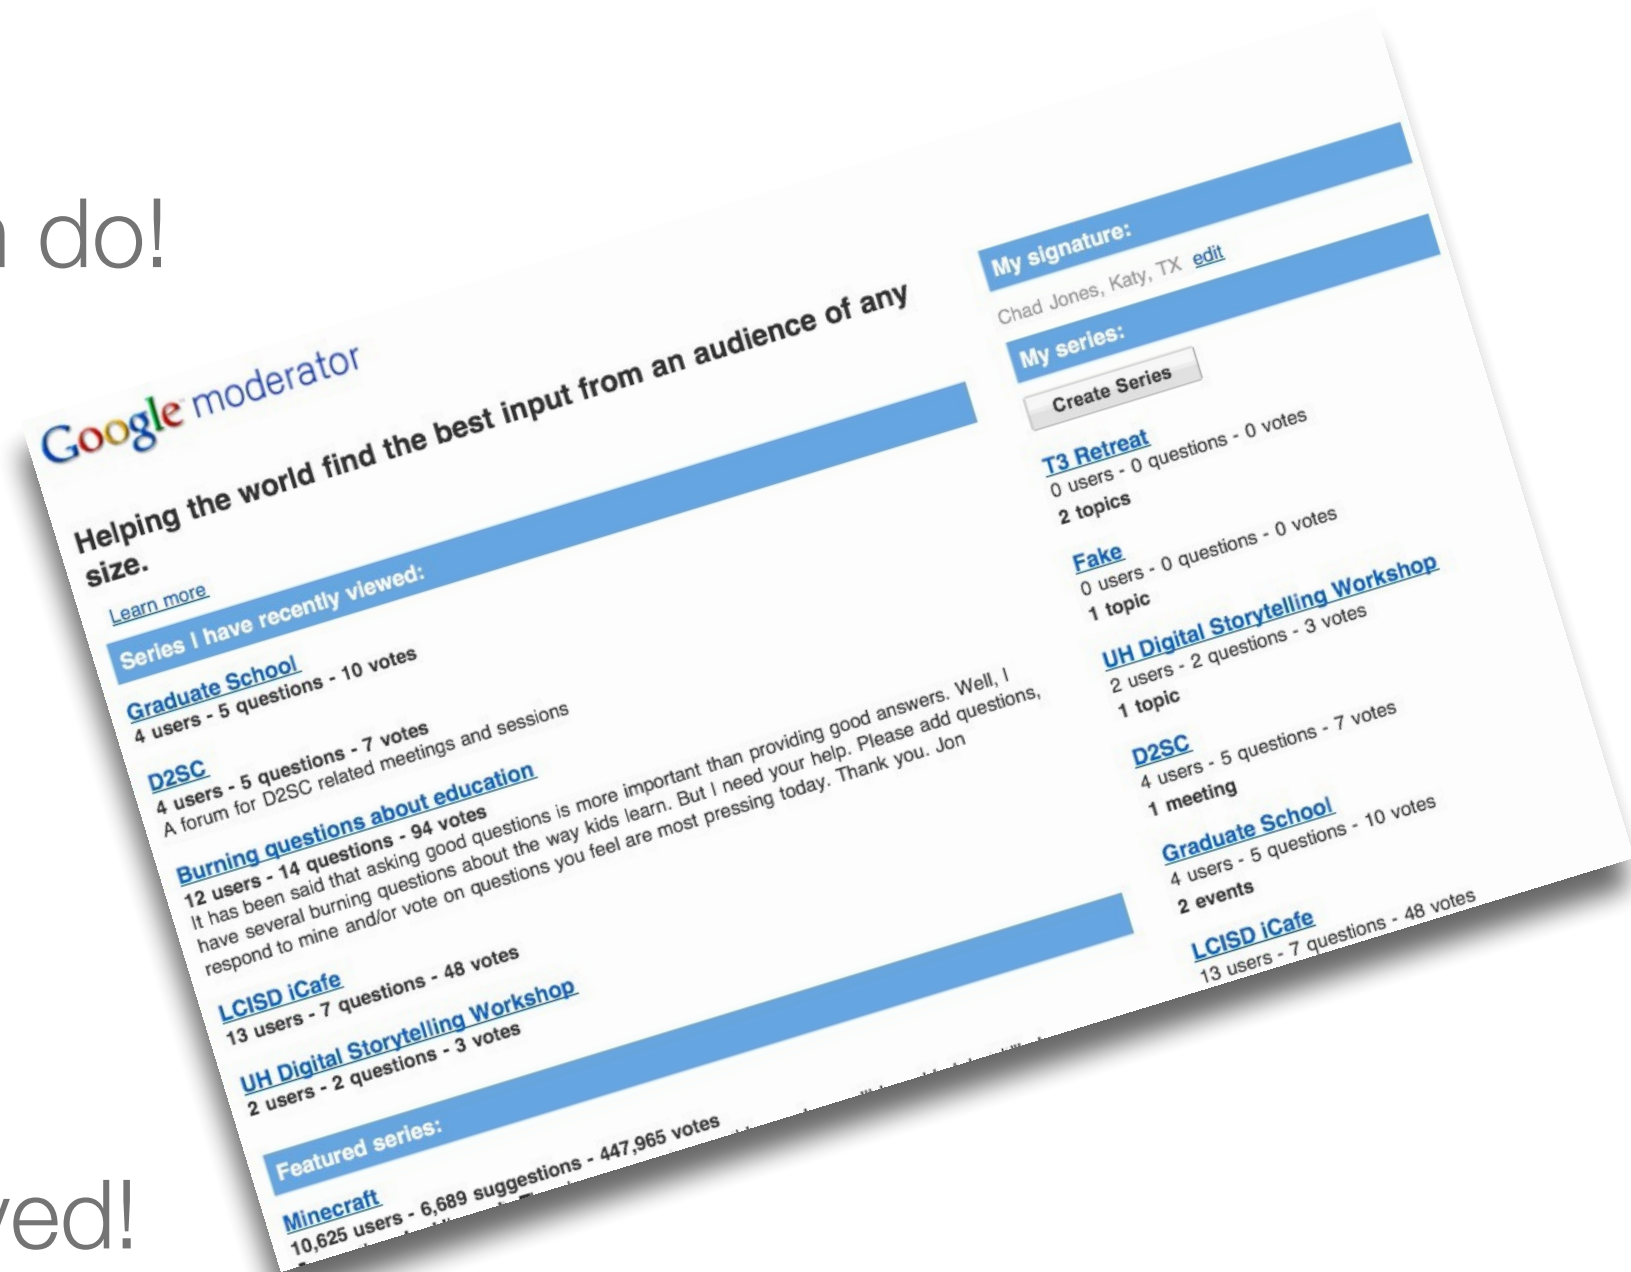 do!
Google moderator
Helping the world find the best input from an audience of any
size.
Learn more
Series I have recently viewed:
Graduate School
4 users - 5 questions - 10 votes
D2SC
4 users - 5 questions - 7 votes
A forum for D2SC related meetings and sessions
Burning questions about education
12 users - 14 questions - 94 votes
It has been said that asking good questions is more important than providing good answers. Well, I
have several burning questions about the way kids learn. But I need your help. Please add questions,
respond to mine and/or vote on questions you feel are most pressing today. Thank you. Jon
LCISD iCafe
13 users - 7 questions - 48 votes
UH Digital Storytelling Workshop
2 users - 2 questions - 3 votes
Featured series:
Minecraft
10,625 users - 6,689 suggestions - 447,965 votes
My signature:
Chad Jones, Katy, TX edit
My series:
Create Series
T3 Retreat
0 users - 0 questions - 0 votes
2 topics
Fake
0 users - 0 questions - 0 votes
1 topic
UH Digital Storytelling Workshop
2 users - 2 questions - 3 votes
1 topic
D2SC
4 users - 5 questions - 7 votes
1 meeting
Graduate School
4 users - 5 questions - 10 votes
2 events
LCISD iCafe
13 users - 7 questions - 48 votes